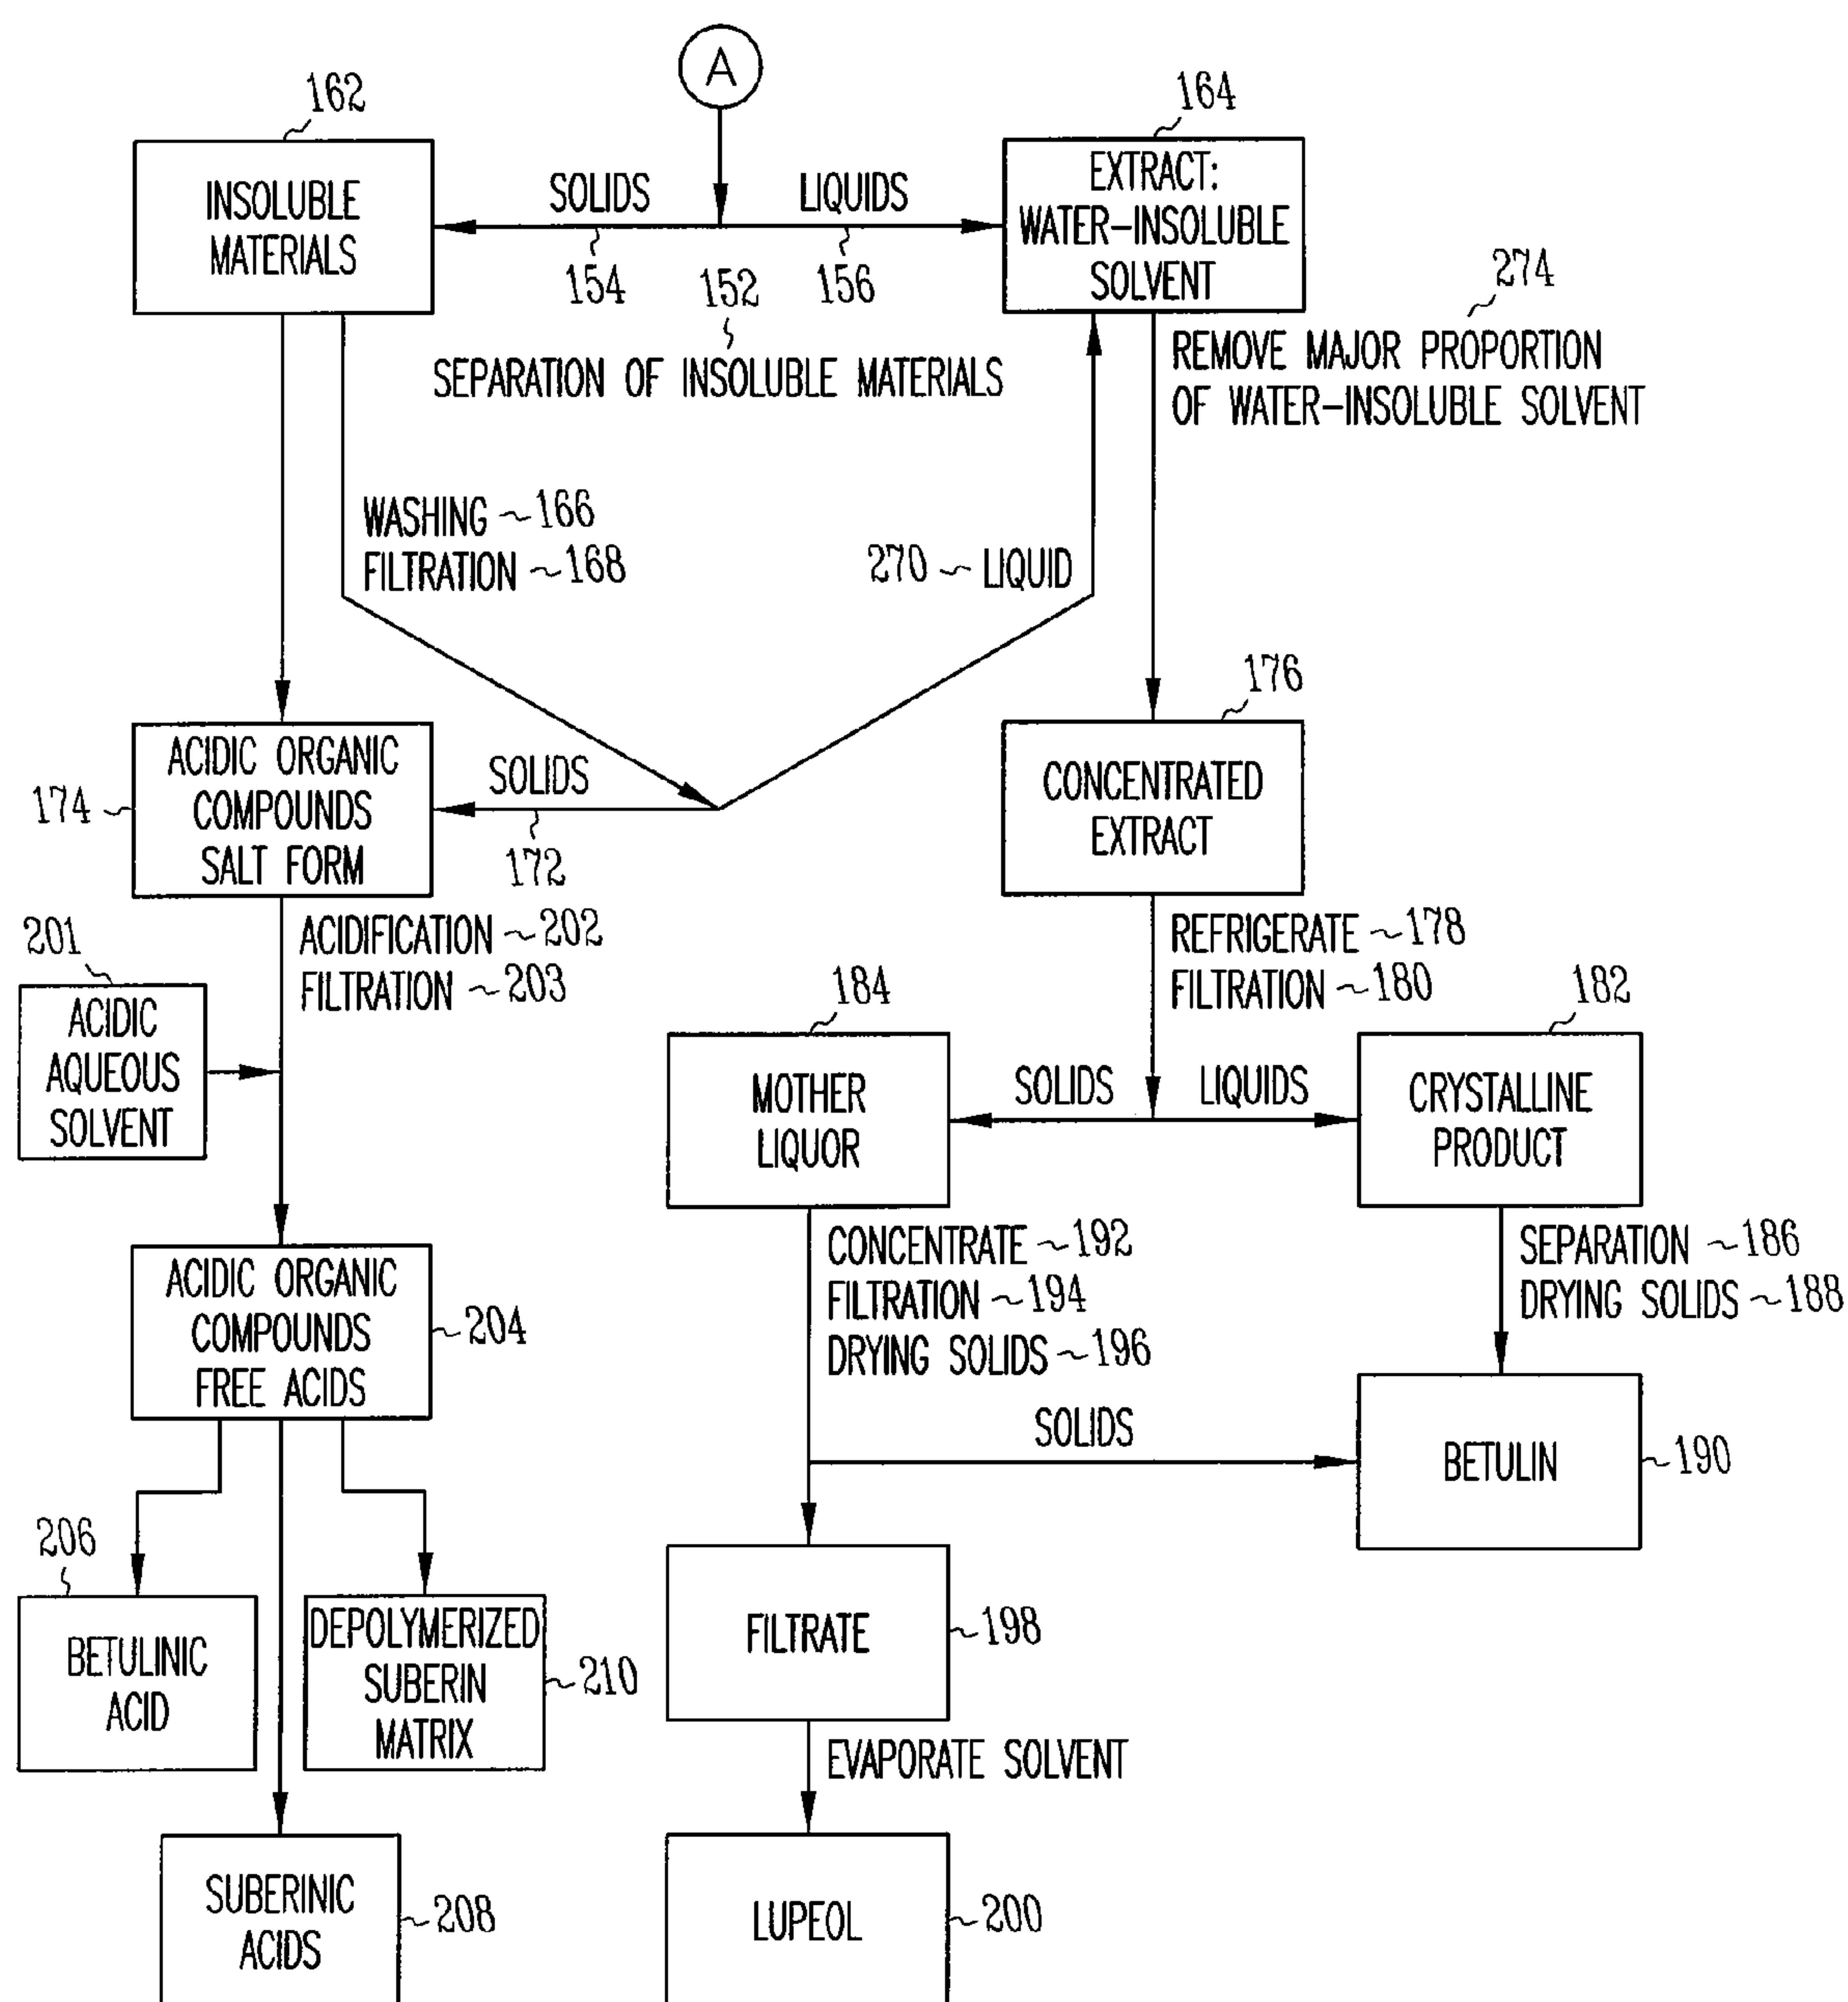 A
162
164
INSOLUBLE
MATERIALS
SOLIDS
LIQUIDS
EXTRACT:
WATER-INSOLUBLE
SOLVENT
154
152
156
274
SEPARATION OF INSOLUBLE MATERIALS
REMOVE MAJOR PROPORTION
OF WATER-INSOLUBLE SOLVENT
WASHING ~166
FILTRATION ~168
270 ~ LIQUID
176
174
ACIDIC ORGANIC
COMPOUNDS
SALT FORM
SOLIDS
172
CONCENTRATED
EXTRACT
201
ACIDIFICATION ~202
FILTRATION ~203
REFRIGERATE ~178
FILTRATION ~180
ACIDIC
AQUEOUS
SOLVENT
184
182
MOTHER
LIQUOR
SOLIDS
LIQUIDS
CRYSTALLINE
PRODUCT
CONCENTRATE ~192
FILTRATION ~194
DRYING SOLIDS ~196
SEPARATION ~186
DRYING SOLIDS ~188
ACIDIC ORGANIC
COMPOUNDS
FREE ACIDS
204
SOLIDS
BETULIN
190
206
BETULINIC
ACID
DEPOLYMERIZED
SUBERIN
MATRIX
210
FILTRATE
198
EVAPORATE SOLVENT
SUBERINIC
ACIDS
208
LUPEOL
200